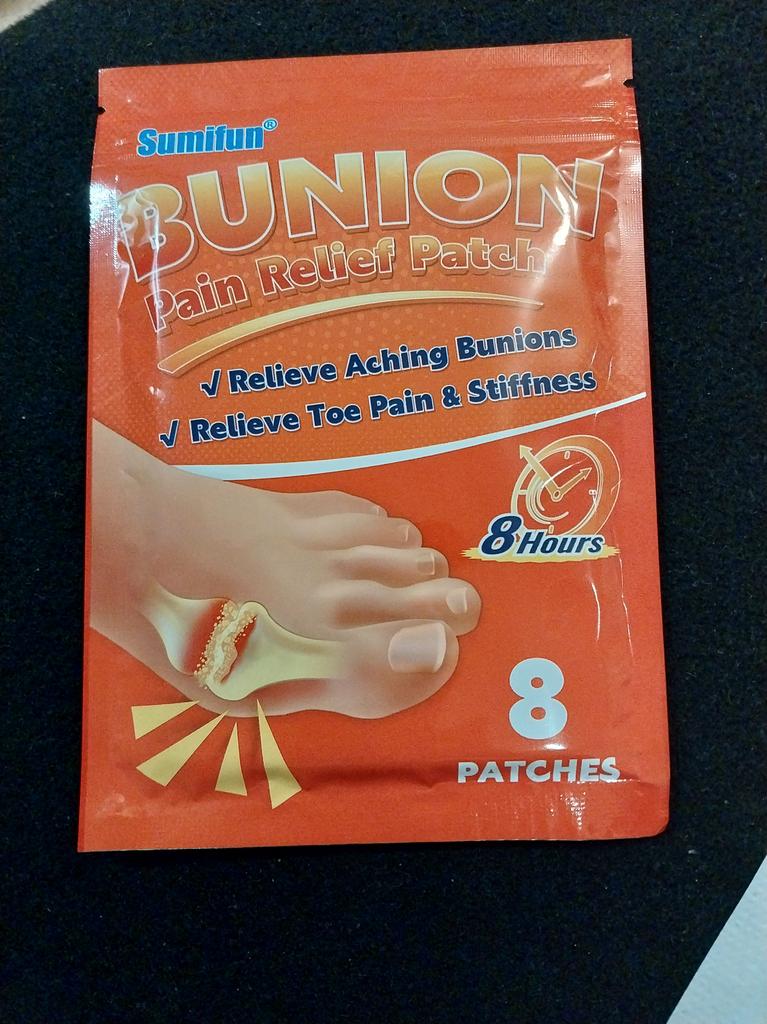 Sumifun®
BUNION
Pain Relief Patch
√ Relieve Aching Bunions
√ Relieve Toe Pain & Stiffness
8 Hours
8
PATCHES